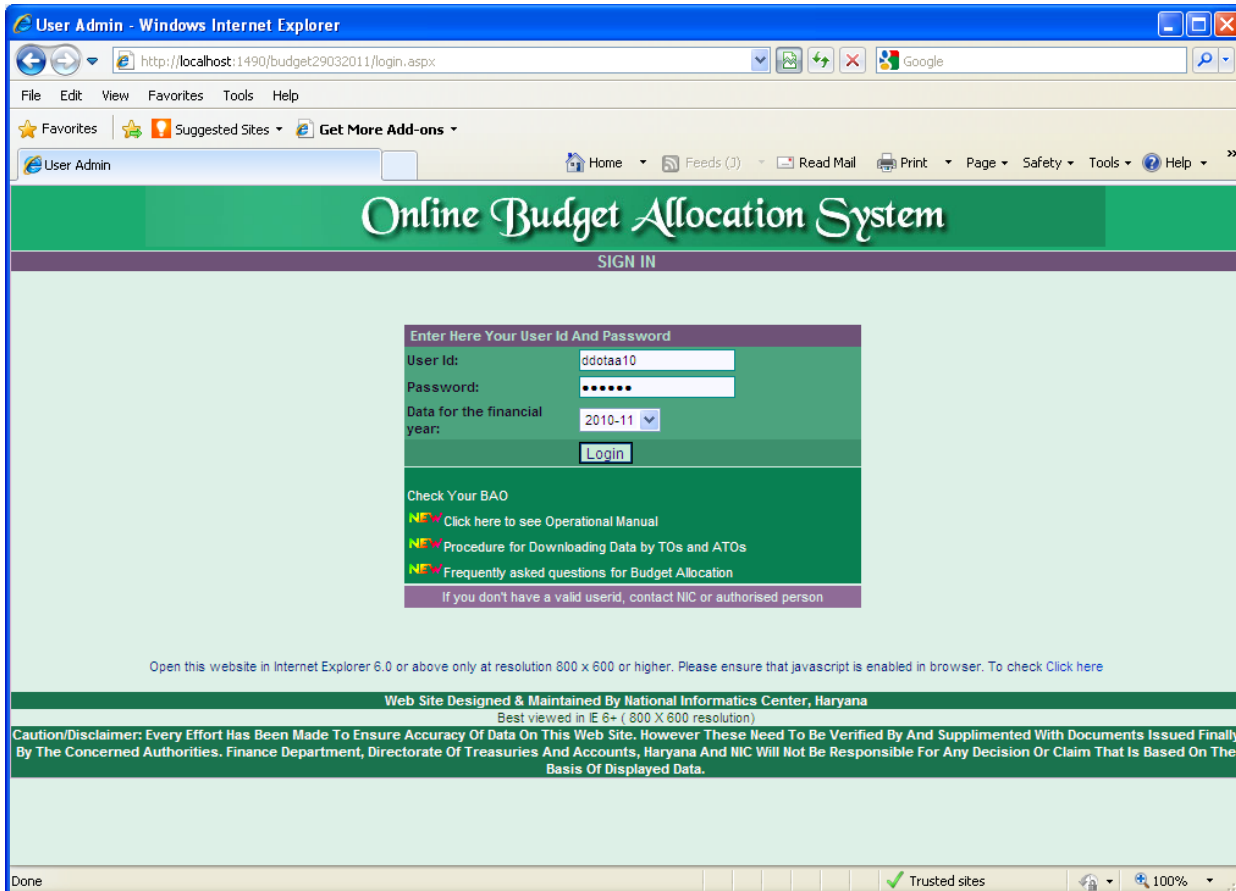 User Admin - Windows Internet Explorer
http://localhost:1490/budget29032011/login.aspx
Google
File Edit View Favorites Tools Help
Favorites Suggested Sites Get More Add-ons
User Admin
Home Feeds (J) Read Mail Print Page Safety Tools Help »
Online Budget Allocation System
SIGN IN
Enter Here Your User Id And Password
User Id: ddotaa10
Password: ••••••
Data for the financial
year: 2010-11
Login
Check Your BAO
NEW Click here to see Operational Manual
NEW Procedure for Downloading Data by TOs and ATOs
NEW Frequently asked questions for Budget Allocation
If you don't have a valid userid, contact NIC or authorised person
Open this website in Internet Explorer 6.0 or above only at resolution 800 x 600 or higher. Please ensure that javascript is enabled in browser. To check Click here
Web Site Designed & Maintained By National Informatics Center, Haryana
Best viewed in IE 6+ ( 800 X 600 resolution)
Caution/Disclaimer: Every Effort Has Been Made To Ensure Accuracy Of Data On This Web Site. However These Need To Be Verified By And Supplimented With Documents Issued Finally
By The Concerned Authorities. Finance Department, Directorate Of Treasuries And Accounts, Haryana And NIC Will Not Be Responsible For Any Decision Or Claim That Is Based On The
Basis Of Displayed Data.
Done Trusted sites 100%